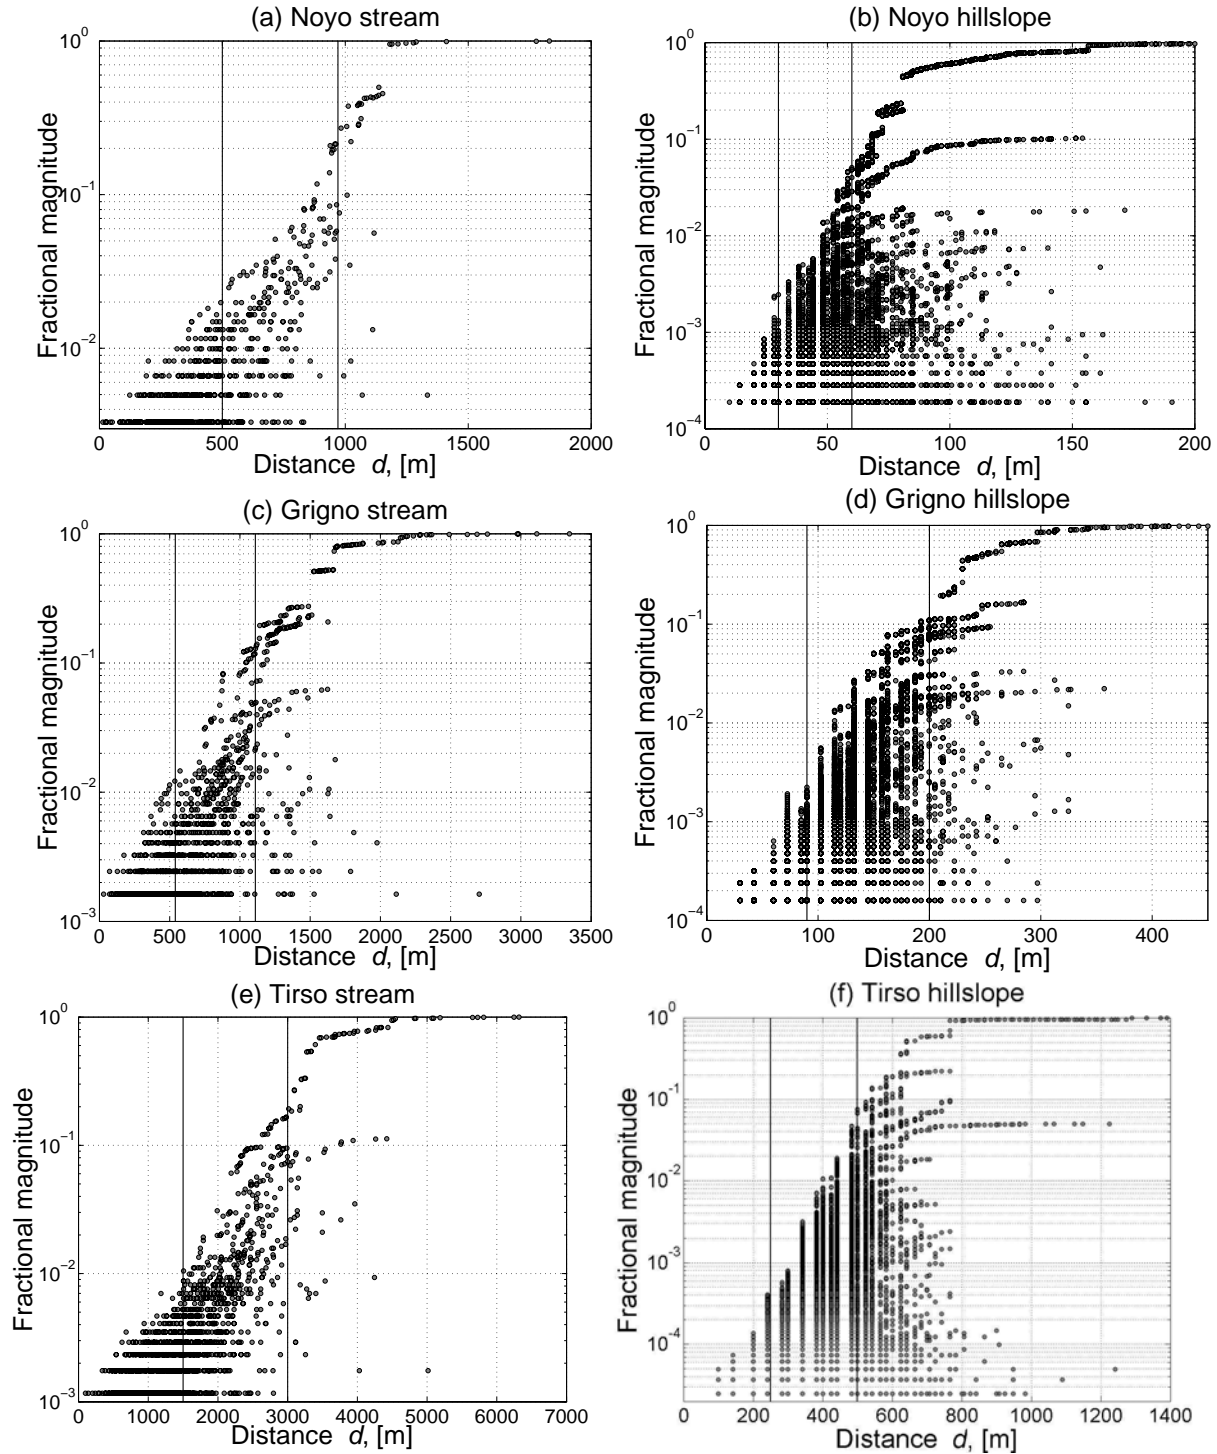 (a) Noyo stream
Fractional magnitude
10^0
10^−1
10^−2
0 500 1000 1500 2000
Distance d, [m]
(b) Noyo hillslope
Fractional magnitude
10^0
10^−1
10^−2
10^−3
10^−4
0 50 100 150 200
Distance d, [m]
(c) Grigno stream
Fractional magnitude
10^0
10^−1
10^−2
10^−3
0 500 1000 1500 2000 2500 3000 3500
Distance d, [m]
(d) Grigno hillslope
Fractional magnitude
10^0
10^−1
10^−2
10^−3
10^−4
0 100 200 300 400
Distance d, [m]
(e) Tirso stream
Fractional magnitude
10^0
10^−1
10^−2
10^−3
0 1000 2000 3000 4000 5000 6000 7000
Distance d, [m]
(f) Tirso hillslope
Fractional magnitude
10^0
10^−1
10^−2
10^−3
10^−4
0 200 400 600 800 1000 1200 1400
Distance d, [m]